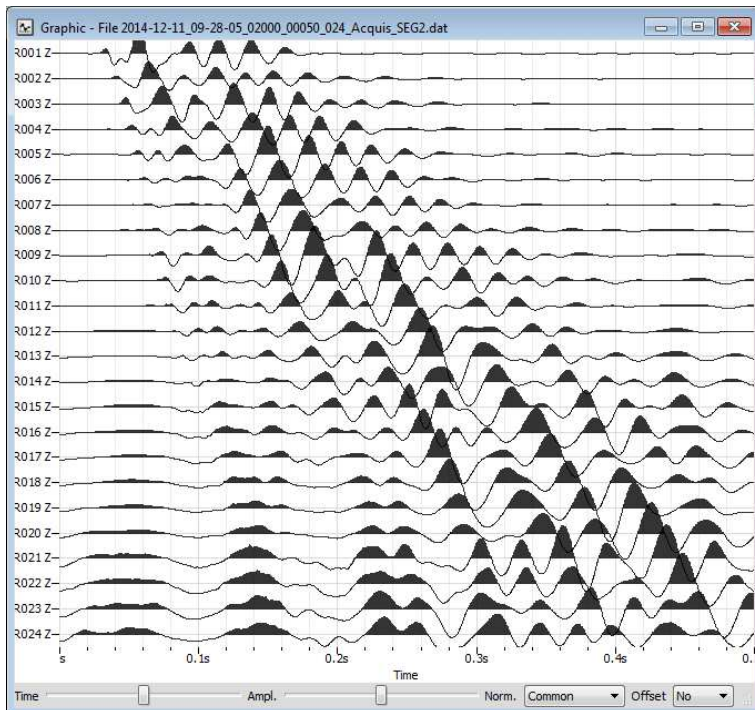 Graphic - File 2014-12-11_09-28-05_02000_00050_024_Acquis_SEG2.dat
R001 Z
R002 Z
R003 Z
R004 Z
R005 Z
R006 Z
R007 Z
R008 Z
R009 Z
R010 Z
R011 Z
R012 Z
R013 Z
R014 Z
R015 Z
R016 Z
R017 Z
R018 Z
R019 Z
R020 Z
R021 Z
R022 Z
R023 Z
R024 Z
s 0.1s 0.2s 0.3s 0.4s 0.
Time
Time Ampl. Norm. Common Offset No